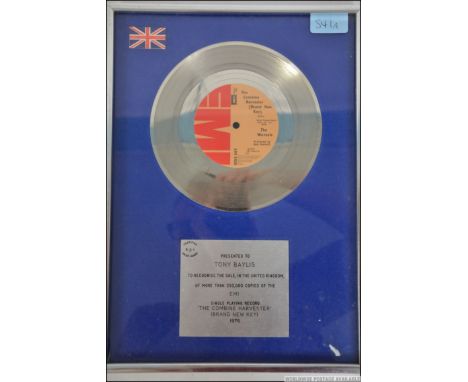 S41a
EMI
The
Combine
Harvester
(Brand New
Key)
The
Wurzels
PRESENTED TO
TONY BAYLIS
TO RECOGNISE THE SALE, IN THE UNITED KINGDOM,
OF MORE THAN 250,000 COPIES OF THE
EMI
SINGLE PLAYING RECORD
"THE COMBINE HARVESTER"
(BRAND NEW KEY)
1976
WORLDWIDE POSTAGE AVAILABLE